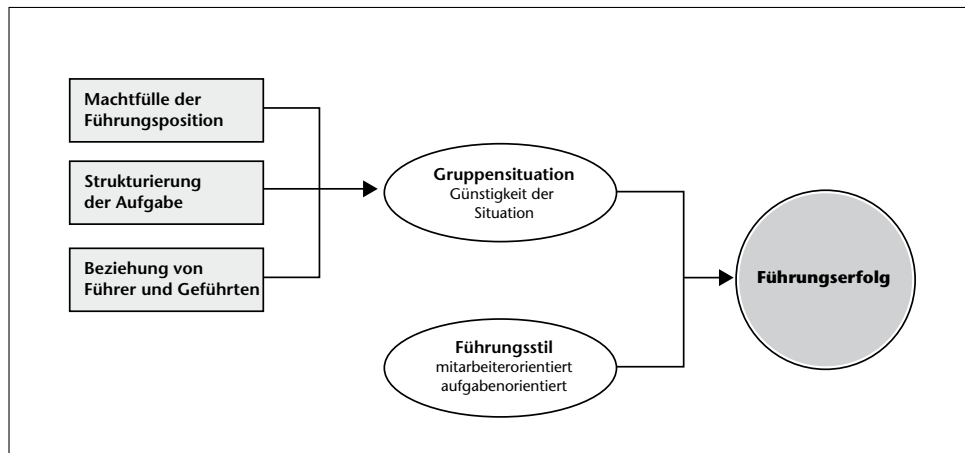 Machtfülle der
Führungsposition
Strukturierung
der Aufgabe
Beziehung von
Führer und Geführten
Gruppensituation
Günstigkeit der
Situation
Führungsstil
mitarbeiterorientiert
aufgabenorientiert
Führungserfolg